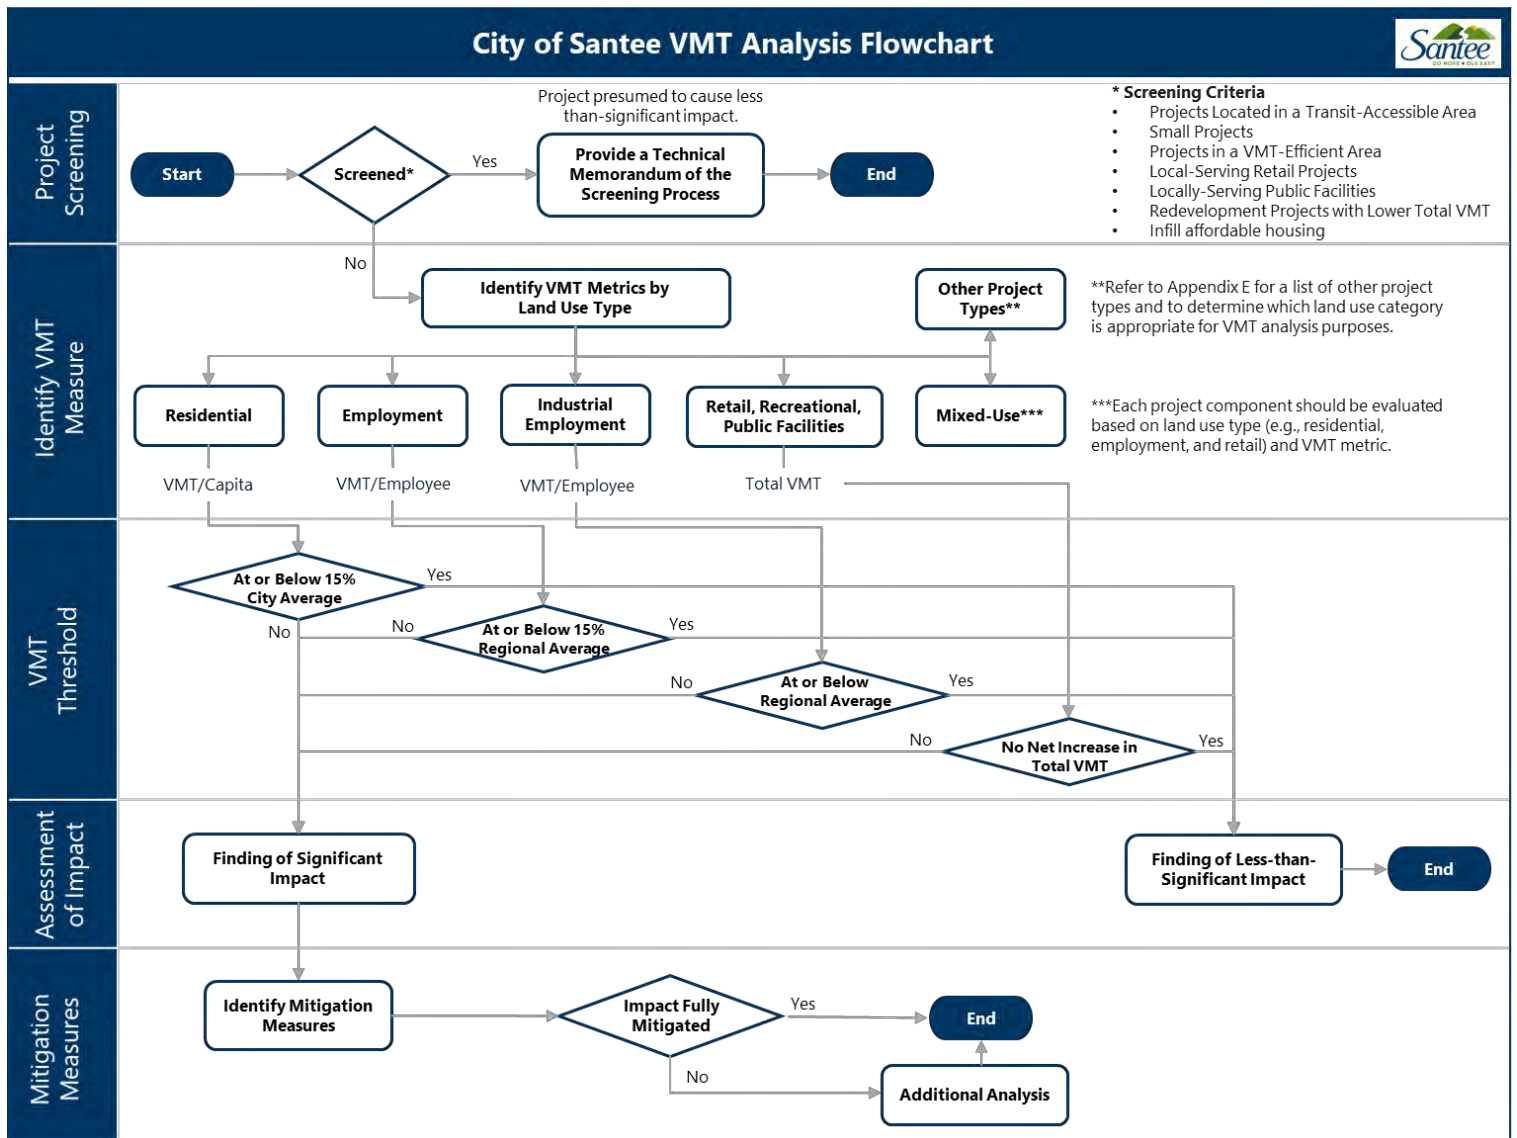 City of Santee VMT Analysis Flowchart
Santee
DO MORE • DUE EAST
Project
Screening
Project presumed to cause less
than-significant impact.
Start
Screened*
Yes
Provide a Technical
Memorandum of the
Screening Process
End
* Screening Criteria
• Projects Located in a Transit-Accessible Area
• Small Projects
• Projects in a VMT-Efficient Area
• Local-Serving Retail Projects
• Locally-Serving Public Facilities
• Redevelopment Projects with Lower Total VMT
• Infill affordable housing
No
Identify VMT
Measure
Identify VMT Metrics by
Land Use Type
Other Project
Types**
**Refer to Appendix E for a list of other project
types and to determine which land use category
is appropriate for VMT analysis purposes.
Residential
Employment
Industrial
Employment
Retail, Recreational,
Public Facilities
Mixed-Use***
***Each project component should be evaluated
based on land use type (e.g., residential,
employment, and retail) and VMT metric.
VMT/Capita
VMT/Employee
VMT/Employee
Total VMT
VMT
Threshold
At or Below 15%
City Average
Yes
No
No
At or Below 15%
Regional Average
Yes
No
At or Below
Regional Average
Yes
No
No Net Increase in
Total VMT
Yes
Assessment
of Impact
Finding of Significant
Impact
Finding of Less-than-
Significant Impact
End
Mitigation
Measures
Identify Mitigation
Measures
Impact Fully
Mitigated
Yes
End
No
Additional Analysis